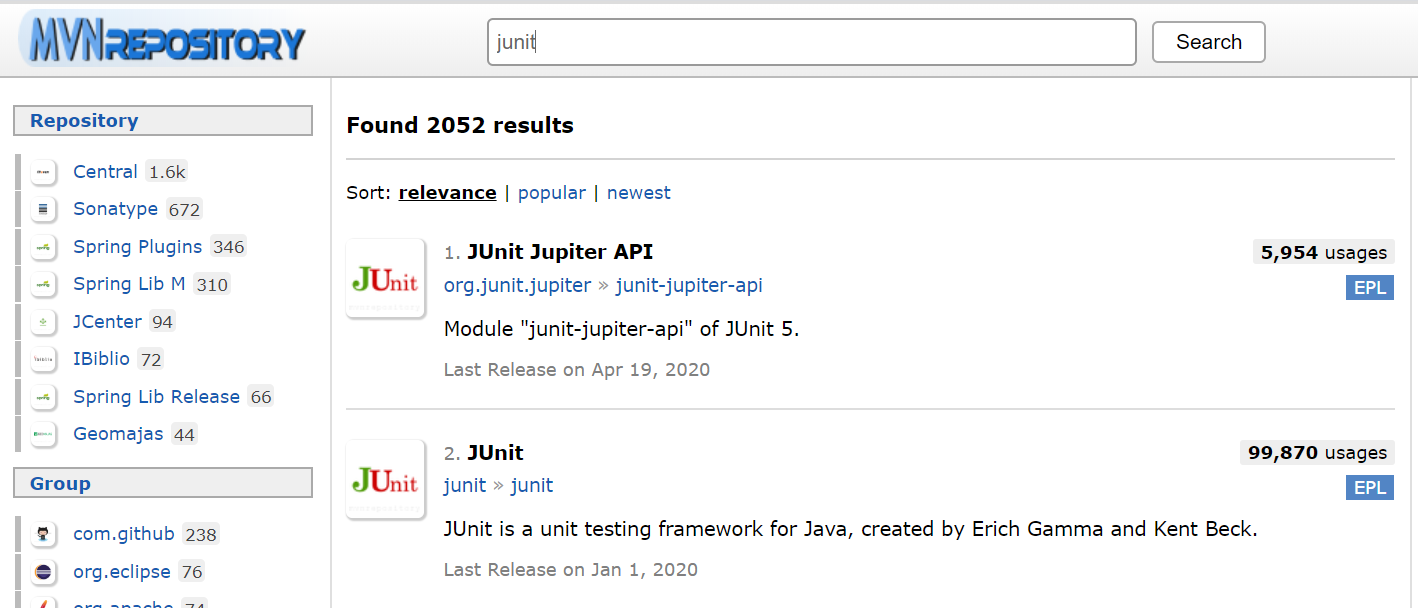 MVNREPOSITORY
junit
Search
Repository
Central 1.6k
Sonatype 672
Spring Plugins 346
Spring Lib M 310
JCenter 94
IBiblio 72
Spring Lib Release 66
Geomajas 44
Group
com.github 238
org.eclipse 76
org.apache 74
Found 2052 results
Sort: relevance | popular | newest
JUnit
1. JUnit Jupiter API
5,954 usages
org.junit.jupiter » junit-jupiter-api
EPL
Module "junit-jupiter-api" of JUnit 5.
Last Release on Apr 19, 2020
JUnit
2. JUnit
99,870 usages
junit » junit
EPL
JUnit is a unit testing framework for Java, created by Erich Gamma and Kent Beck.
Last Release on Jan 1, 2020